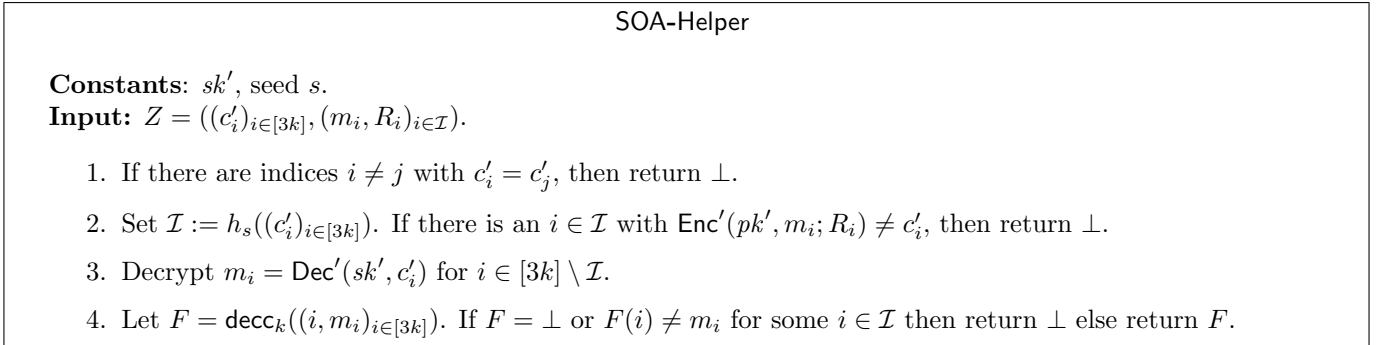 SOA-Helper
Constants: sk′, seed s.
Input: Z = ((c′_i)_{i∈[3k]}, (m_i, R_i)_{i∈ℐ}).
1. If there are indices i ≠ j with c′_i = c′_j, then return ⊥.
2. Set ℐ := h_s((c′_i)_{i∈[3k]}). If there is an i ∈ ℐ with Enc′(pk′, m_i; R_i) ≠ c′_i, then return ⊥.
3. Decrypt m_i = Dec′(sk′, c′_i) for i ∈ [3k] \ ℐ.
4. Let F = decc_k((i, m_i)_{i∈[3k]}). If F = ⊥ or F(i) ≠ m_i for some i ∈ ℐ then return ⊥ else return F.